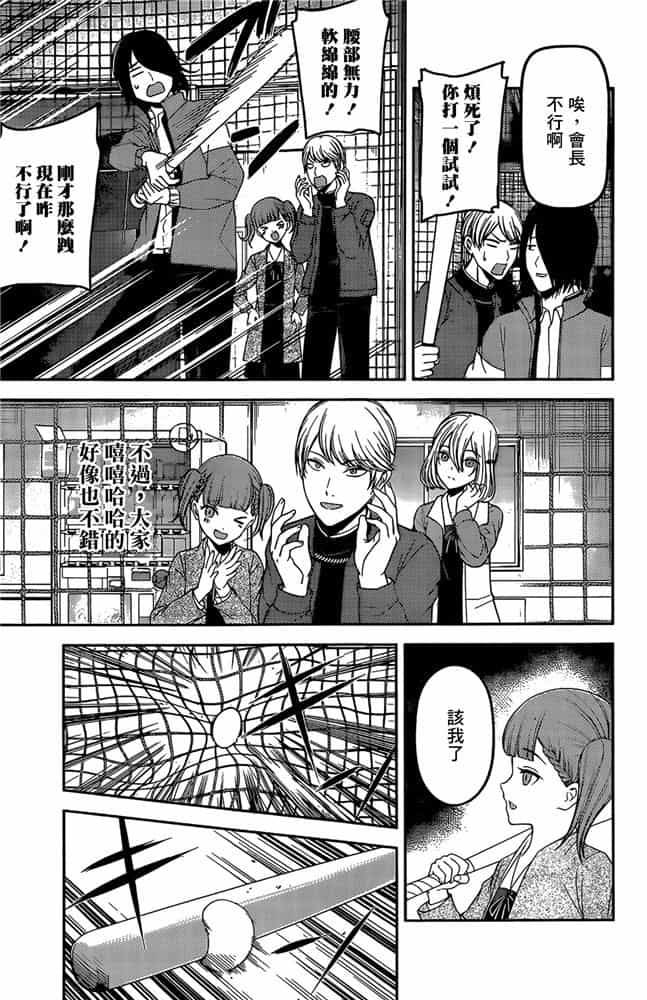 唉，會長
不行啊
煩死了！
你打一個試試！
腰部無力！
軟綿綿的！
剛才那麼跩
現在咋
不行了啊！
不過，大家
嘻嘻哈哈的
好像也不錯
該我了